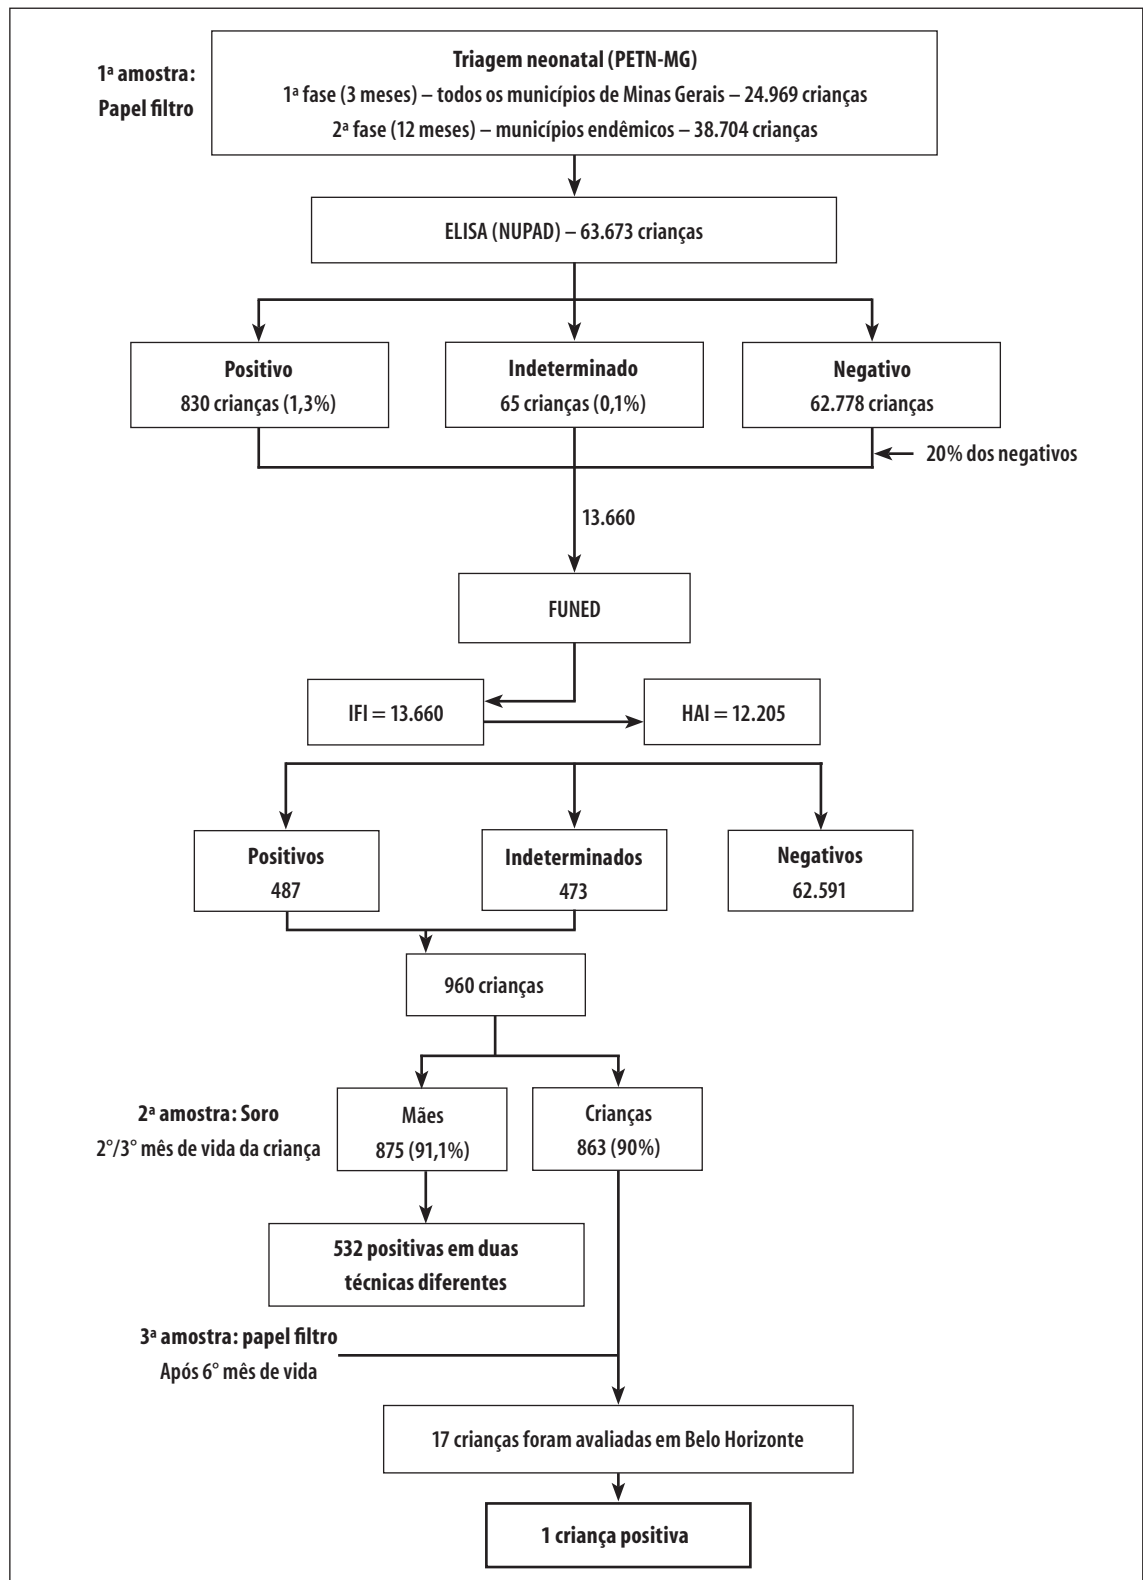 1ª amostra:
Papel filtro
Triagem neonatal (PETN-MG)
1ª fase (3 meses) – todos os municípios de Minas Gerais – 24.969 crianças
2ª fase (12 meses) – municípios endêmicos – 38.704 crianças
ELISA (NUPAD) – 63.673 crianças
Positivo
830 crianças (1,3%)
Indeterminado
65 crianças (0,1%)
Negativo
62.778 crianças
20% dos negativos
13.660
FUNED
IFI = 13.660
HAI = 12.205
Positivos
487
Indeterminados
473
Negativos
62.591
960 crianças
2ª amostra: Soro
2°/3° mês de vida da criança
Mães
875 (91,1%)
Crianças
863 (90%)
532 positivas em duas
técnicas diferentes
3ª amostra: papel filtro
Após 6° mês de vida
17 crianças foram avaliadas em Belo Horizonte
1 criança positiva